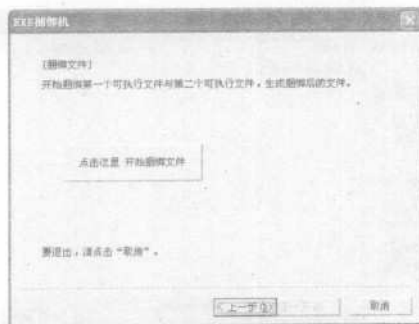 EXE捆绑机
[捆绑文件]
开始捆绑第一个可执行文件与第二个可执行文件，生成捆绑后的文件。
点击这里 开始捆绑文件
要退出，请点击“取消”。
< 上一步(B)
取消